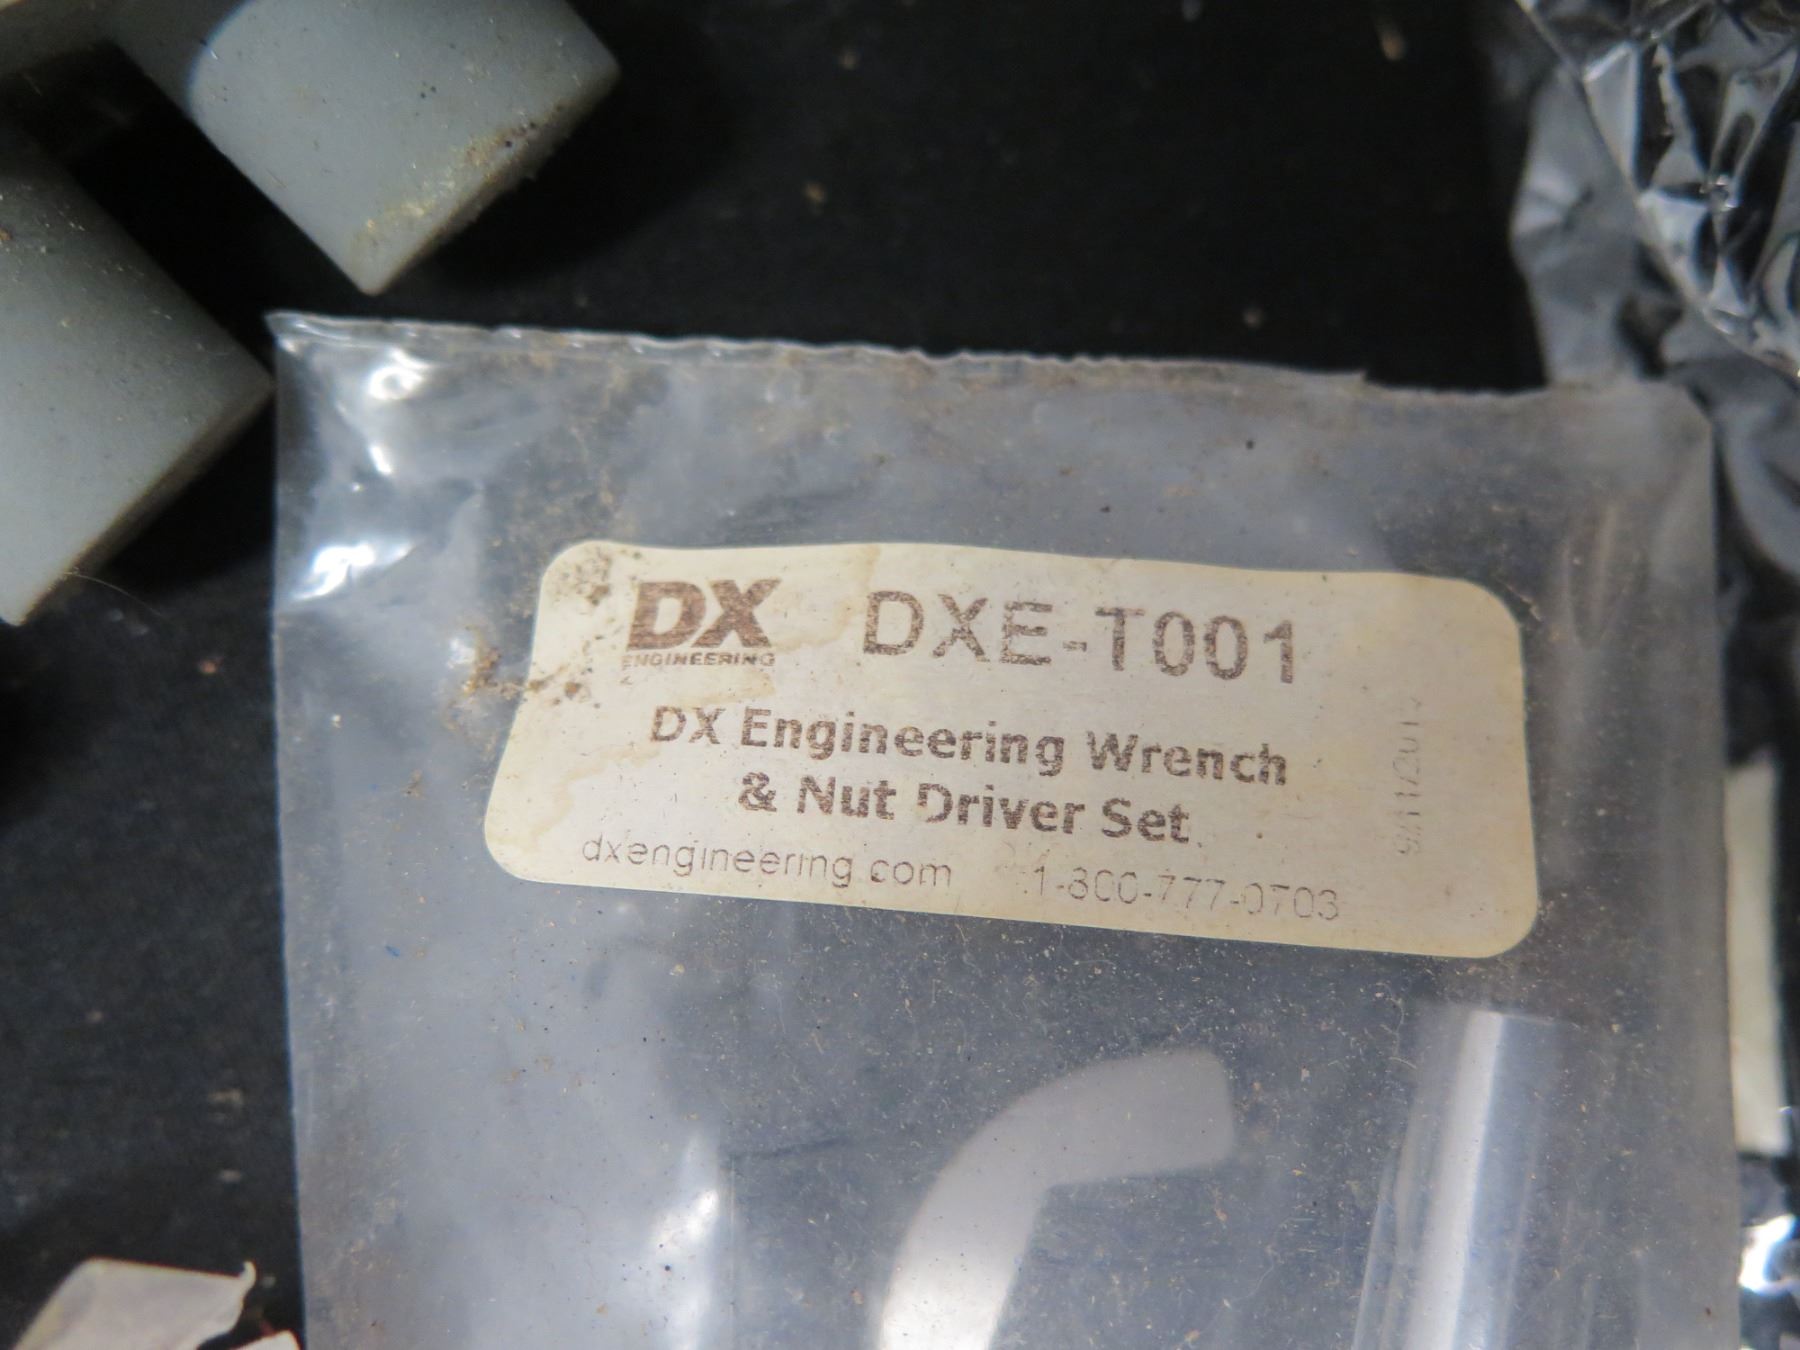 DX DXE-T001
ENGINEERING
DX Engineering Wrench
& Nut Driver Set
dxengineering.com 1-800-777-0703